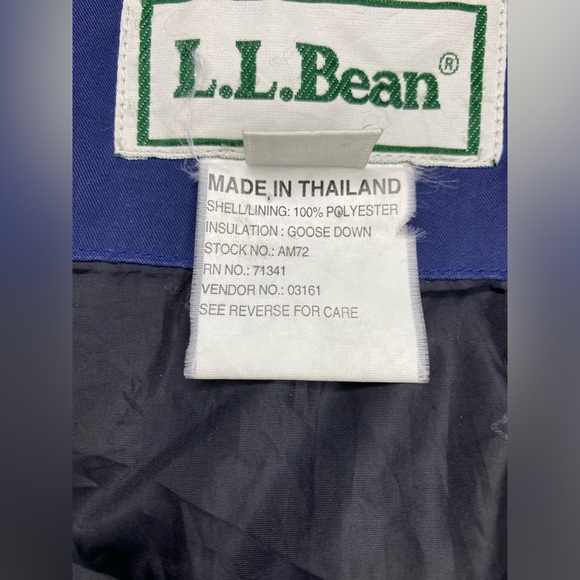 L.L.Bean®
MADE IN THAILAND
SHELL/LINING: 100% POLYESTER
INSULATION : GOOSE DOWN
STOCK NO.: AM72
RN NO.: 71341
VENDOR NO.: 03161
SEE REVERSE FOR CARE